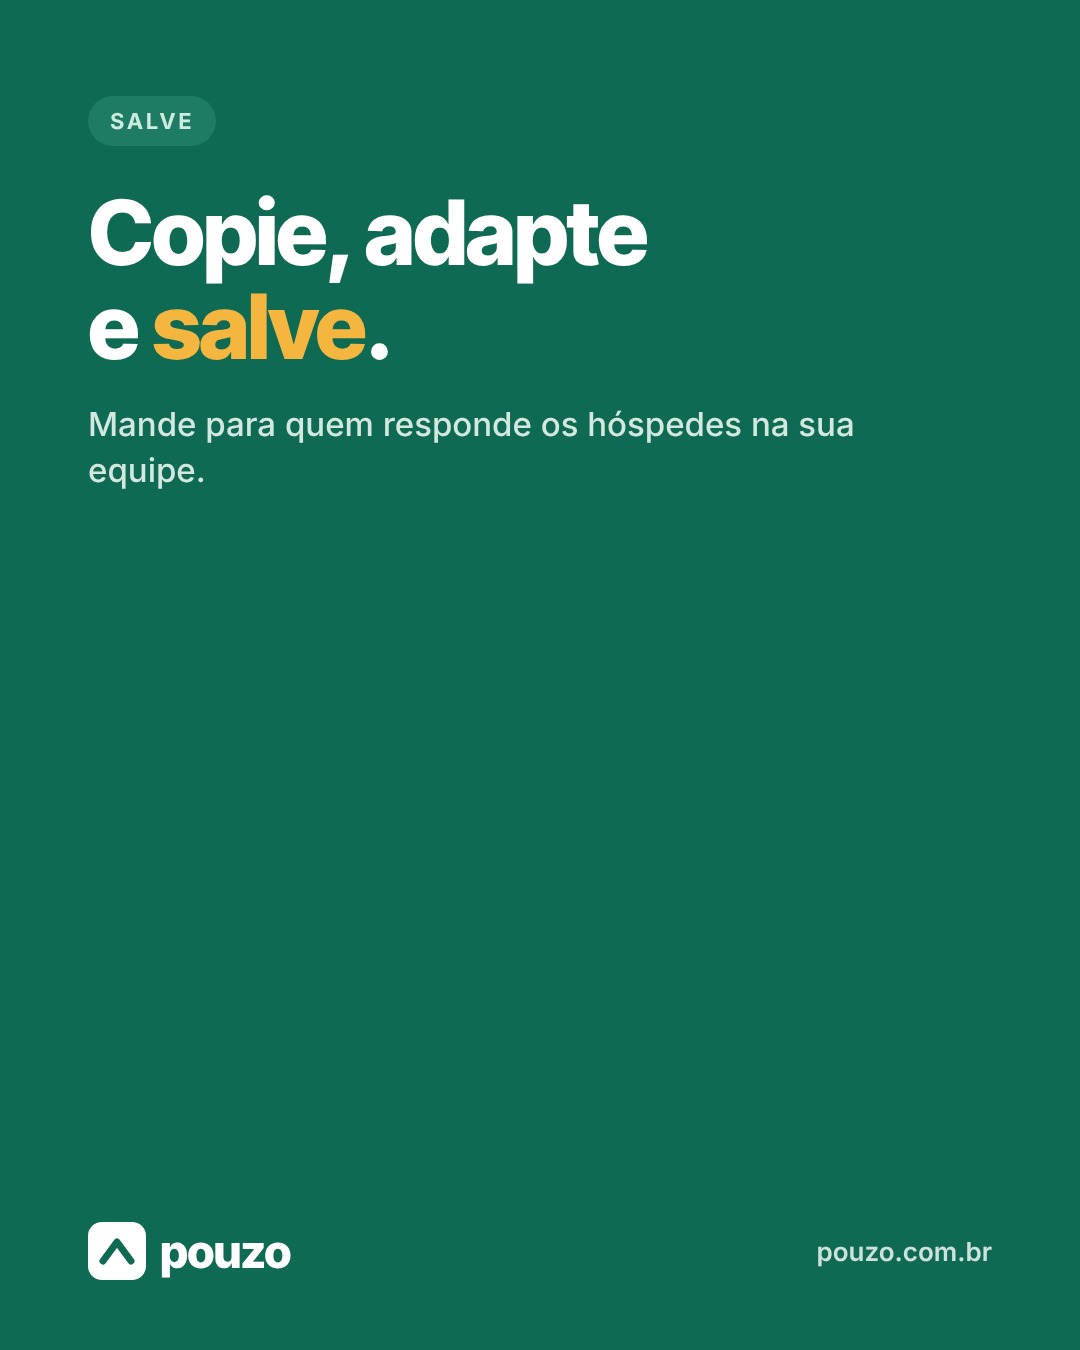 SALVE
Copie, adapte
e salve.
Mande para quem responde os hóspedes na sua
equipe.
pouzo
pouzo.com.br